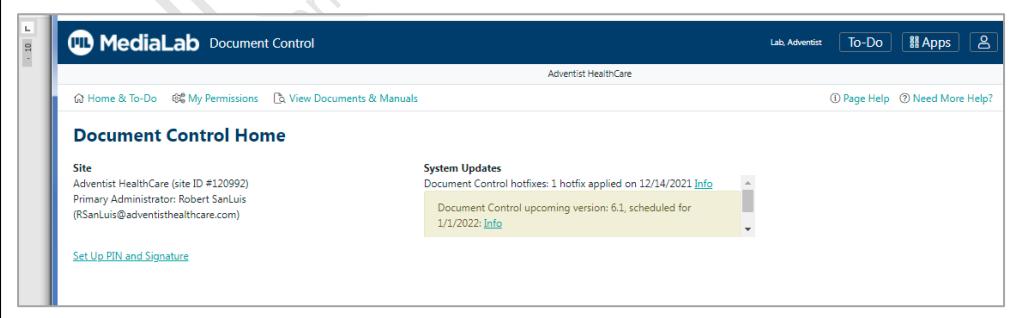 MediaLab Document Control
Lab, Adventist
To-Do
Apps
Adventist HealthCare
Home & To-Do
My Permissions
View Documents & Manuals
Page Help
Need More Help?
Document Control Home
Site
Adventist HealthCare (site ID #120992)
Primary Administrator: Robert SanLuis
(RSanLuis@adventisthealthcare.com)
Set Up PIN and Signature
System Updates
Document Control hotfixes: 1 hotfix applied on 12/14/2021 Info
Document Control upcoming version: 6.1, scheduled for
1/1/2022: Info